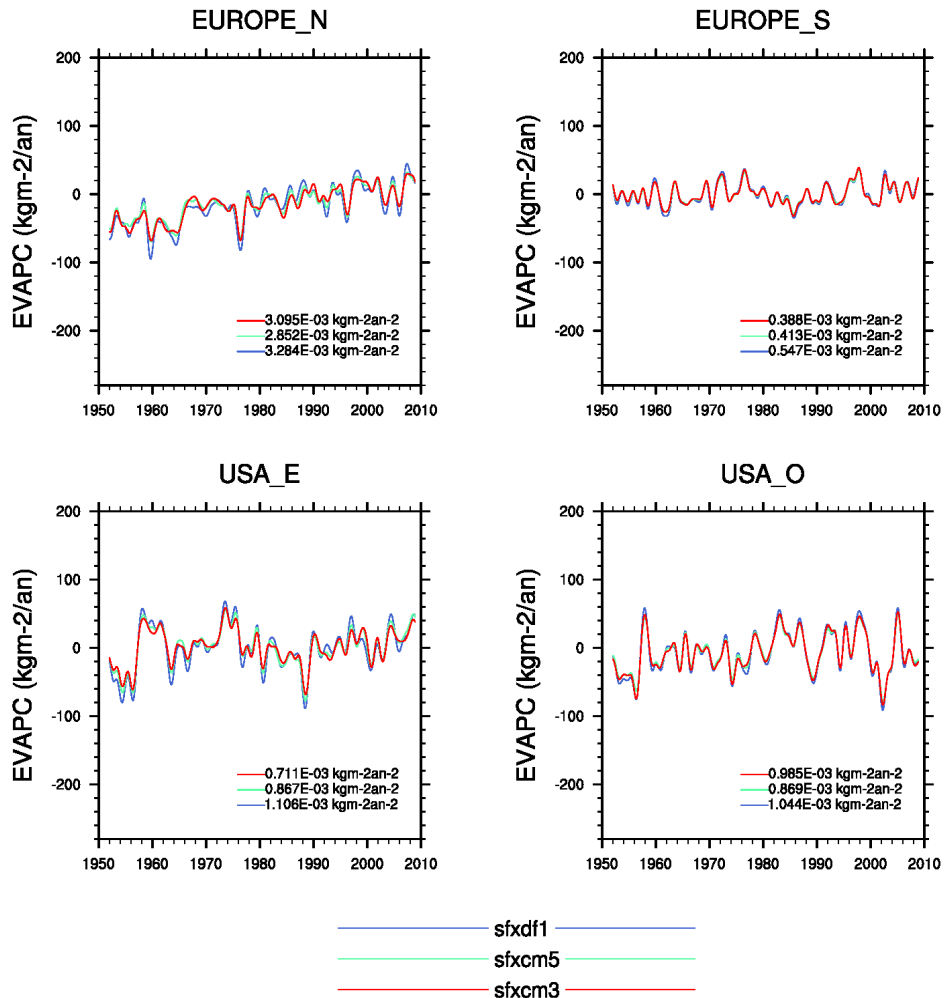 EUROPE_N
EUROPE_S
200
100
0
-100
-200
EVAPC (kgm-2/an)
3.095E-03 kgm-2an-2
2.852E-03 kgm-2an-2
3.284E-03 kgm-2an-2
1950 1960 1970 1980 1990 2000 2010
200
100
0
-100
-200
EVAPC (kgm-2/an)
0.388E-03 kgm-2an-2
0.413E-03 kgm-2an-2
0.547E-03 kgm-2an-2
1950 1960 1970 1980 1990 2000 2010
USA_E
USA_O
200
100
0
-100
-200
EVAPC (kgm-2/an)
0.711E-03 kgm-2an-2
0.867E-03 kgm-2an-2
1.106E-03 kgm-2an-2
1950 1960 1970 1980 1990 2000 2010
200
100
0
-100
-200
EVAPC (kgm-2/an)
0.985E-03 kgm-2an-2
0.869E-03 kgm-2an-2
1.044E-03 kgm-2an-2
1950 1960 1970 1980 1990 2000 2010
sfxdf1
sfxcm5
sfxcm3